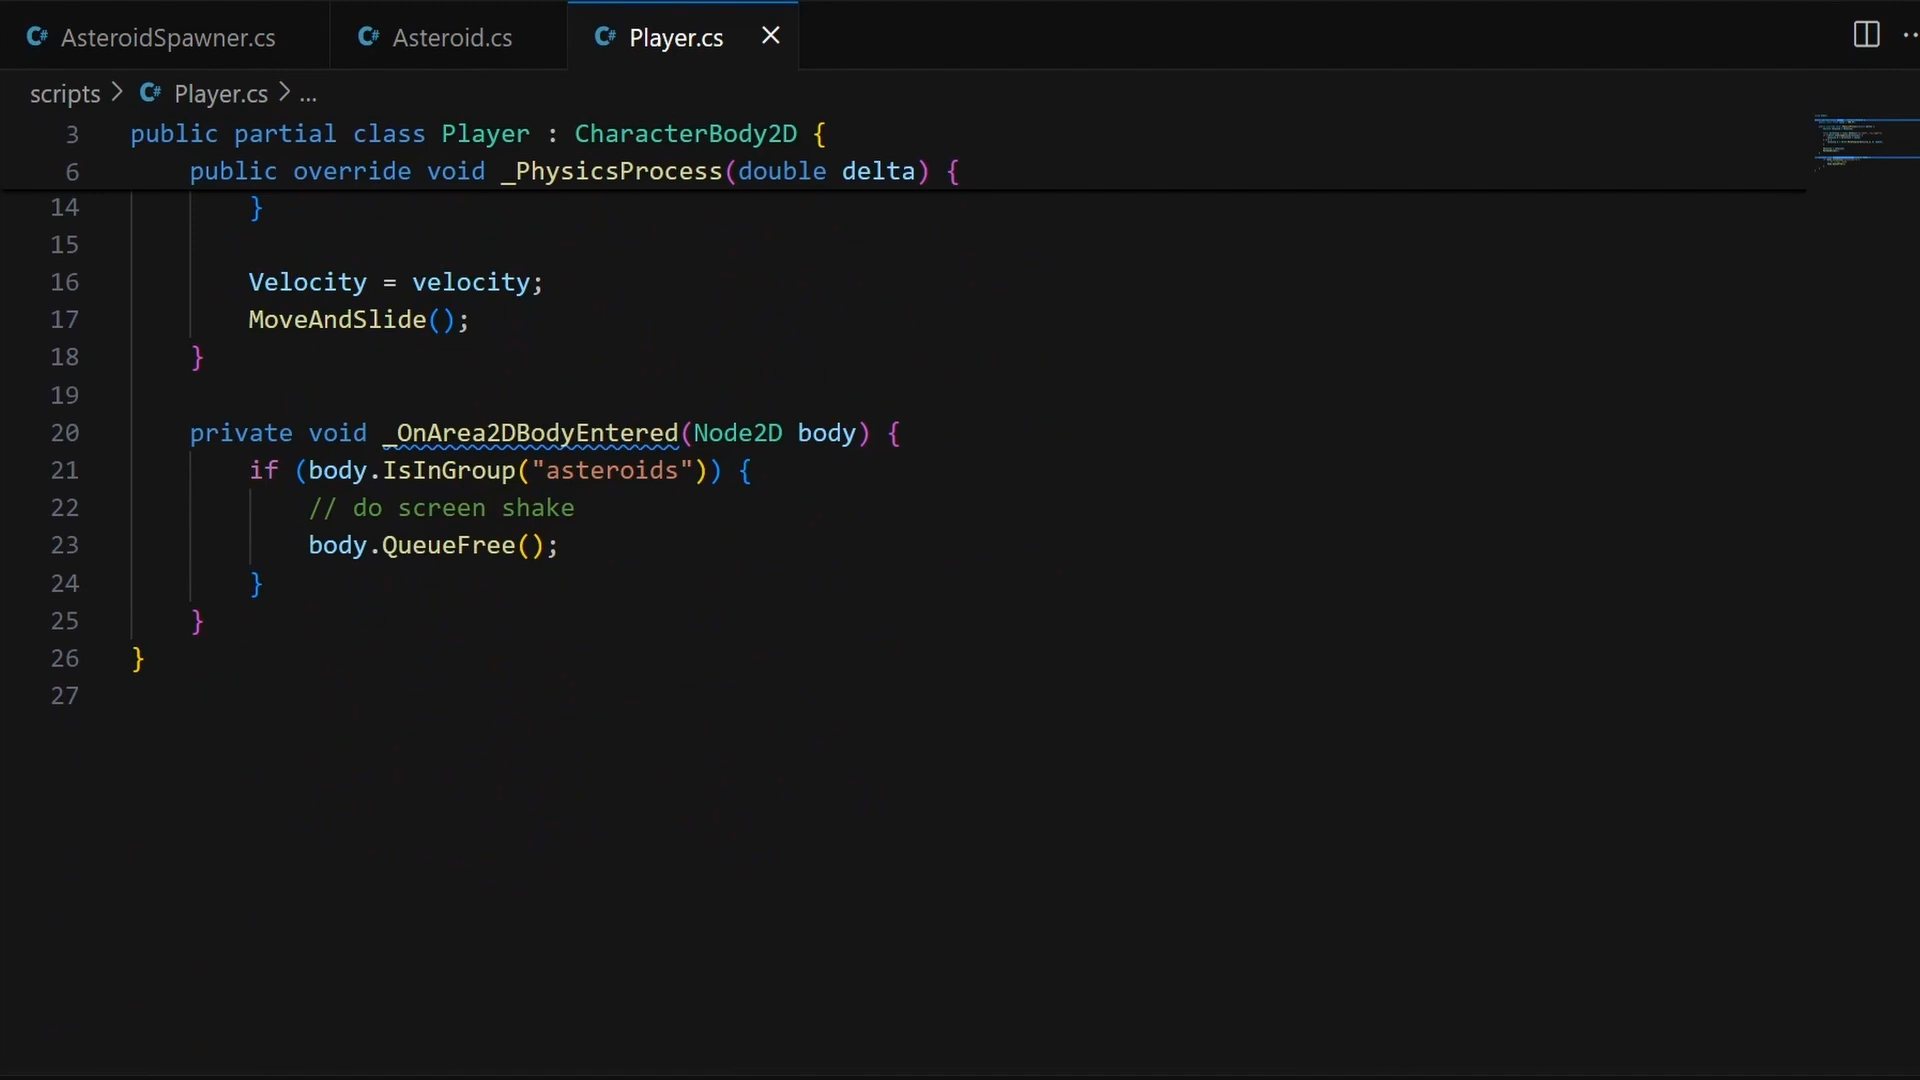 C# AsteroidSpawner.cs C# Asteroid.cs C# Player.cs
scripts > C# Player.cs > ...
3 public partial class Player : CharacterBody2D {
6 public override void _PhysicsProcess(double delta) {
14 }
15
16 Velocity = velocity;
17 MoveAndSlide();
18 }
19
20 private void _OnArea2DBodyEntered(Node2D body) {
21 if (body.IsInGroup("asteroids")) {
22 // do screen shake
23 body.QueueFree();
24 }
25 }
26 }
27